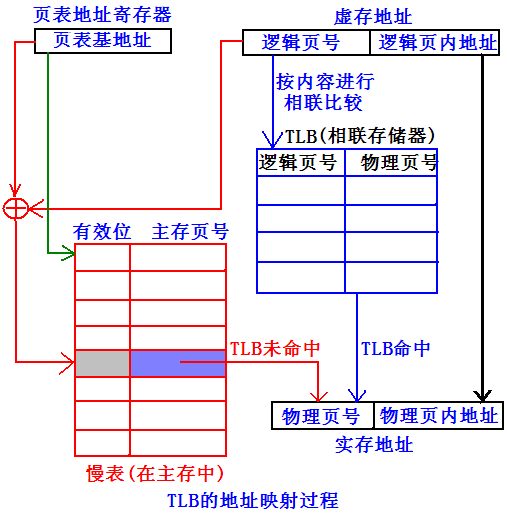 页表地址寄存器
页表基地址
虚存地址
逻辑页号 逻辑页内地址
按内容进行
相联比较
TLB(相联存储器)
逻辑页号 物理页号
有效位 主存页号
TLB未命中
TLB命中
物理页号 物理页内地址
实存地址
慢表(在主存中)
TLB的地址映射过程